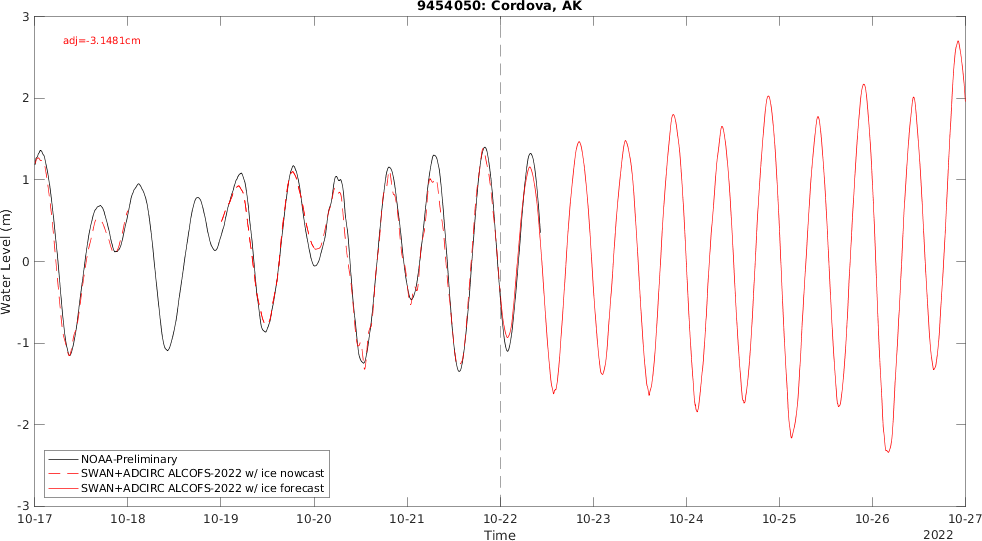 9454050: Cordova, AK
adj=-3.1481cm
Water Level (m)
3
2
1
0
-1
-2
-3
NOAA-Preliminary
SWAN+ADCIRC ALCOFS-2022 w/ ice nowcast
SWAN+ADCIRC ALCOFS-2022 w/ ice forecast
10-17 10-18 10-19 10-20 10-21 10-22 10-23 10-24 10-25 10-26 10-27
Time
2022